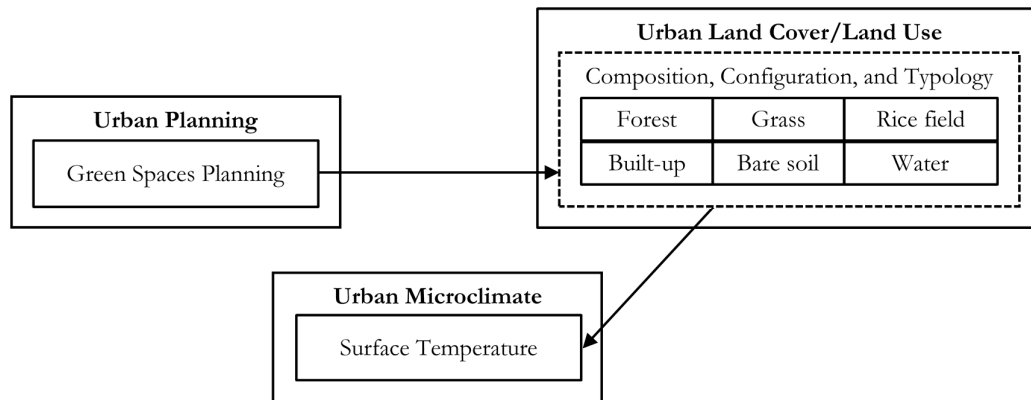 Urban Land Cover/Land Use
Composition, Configuration, and Typology
Forest Grass Rice field
Built-up Bare soil Water
Urban Planning
Green Spaces Planning
Urban Microclimate
Surface Temperature